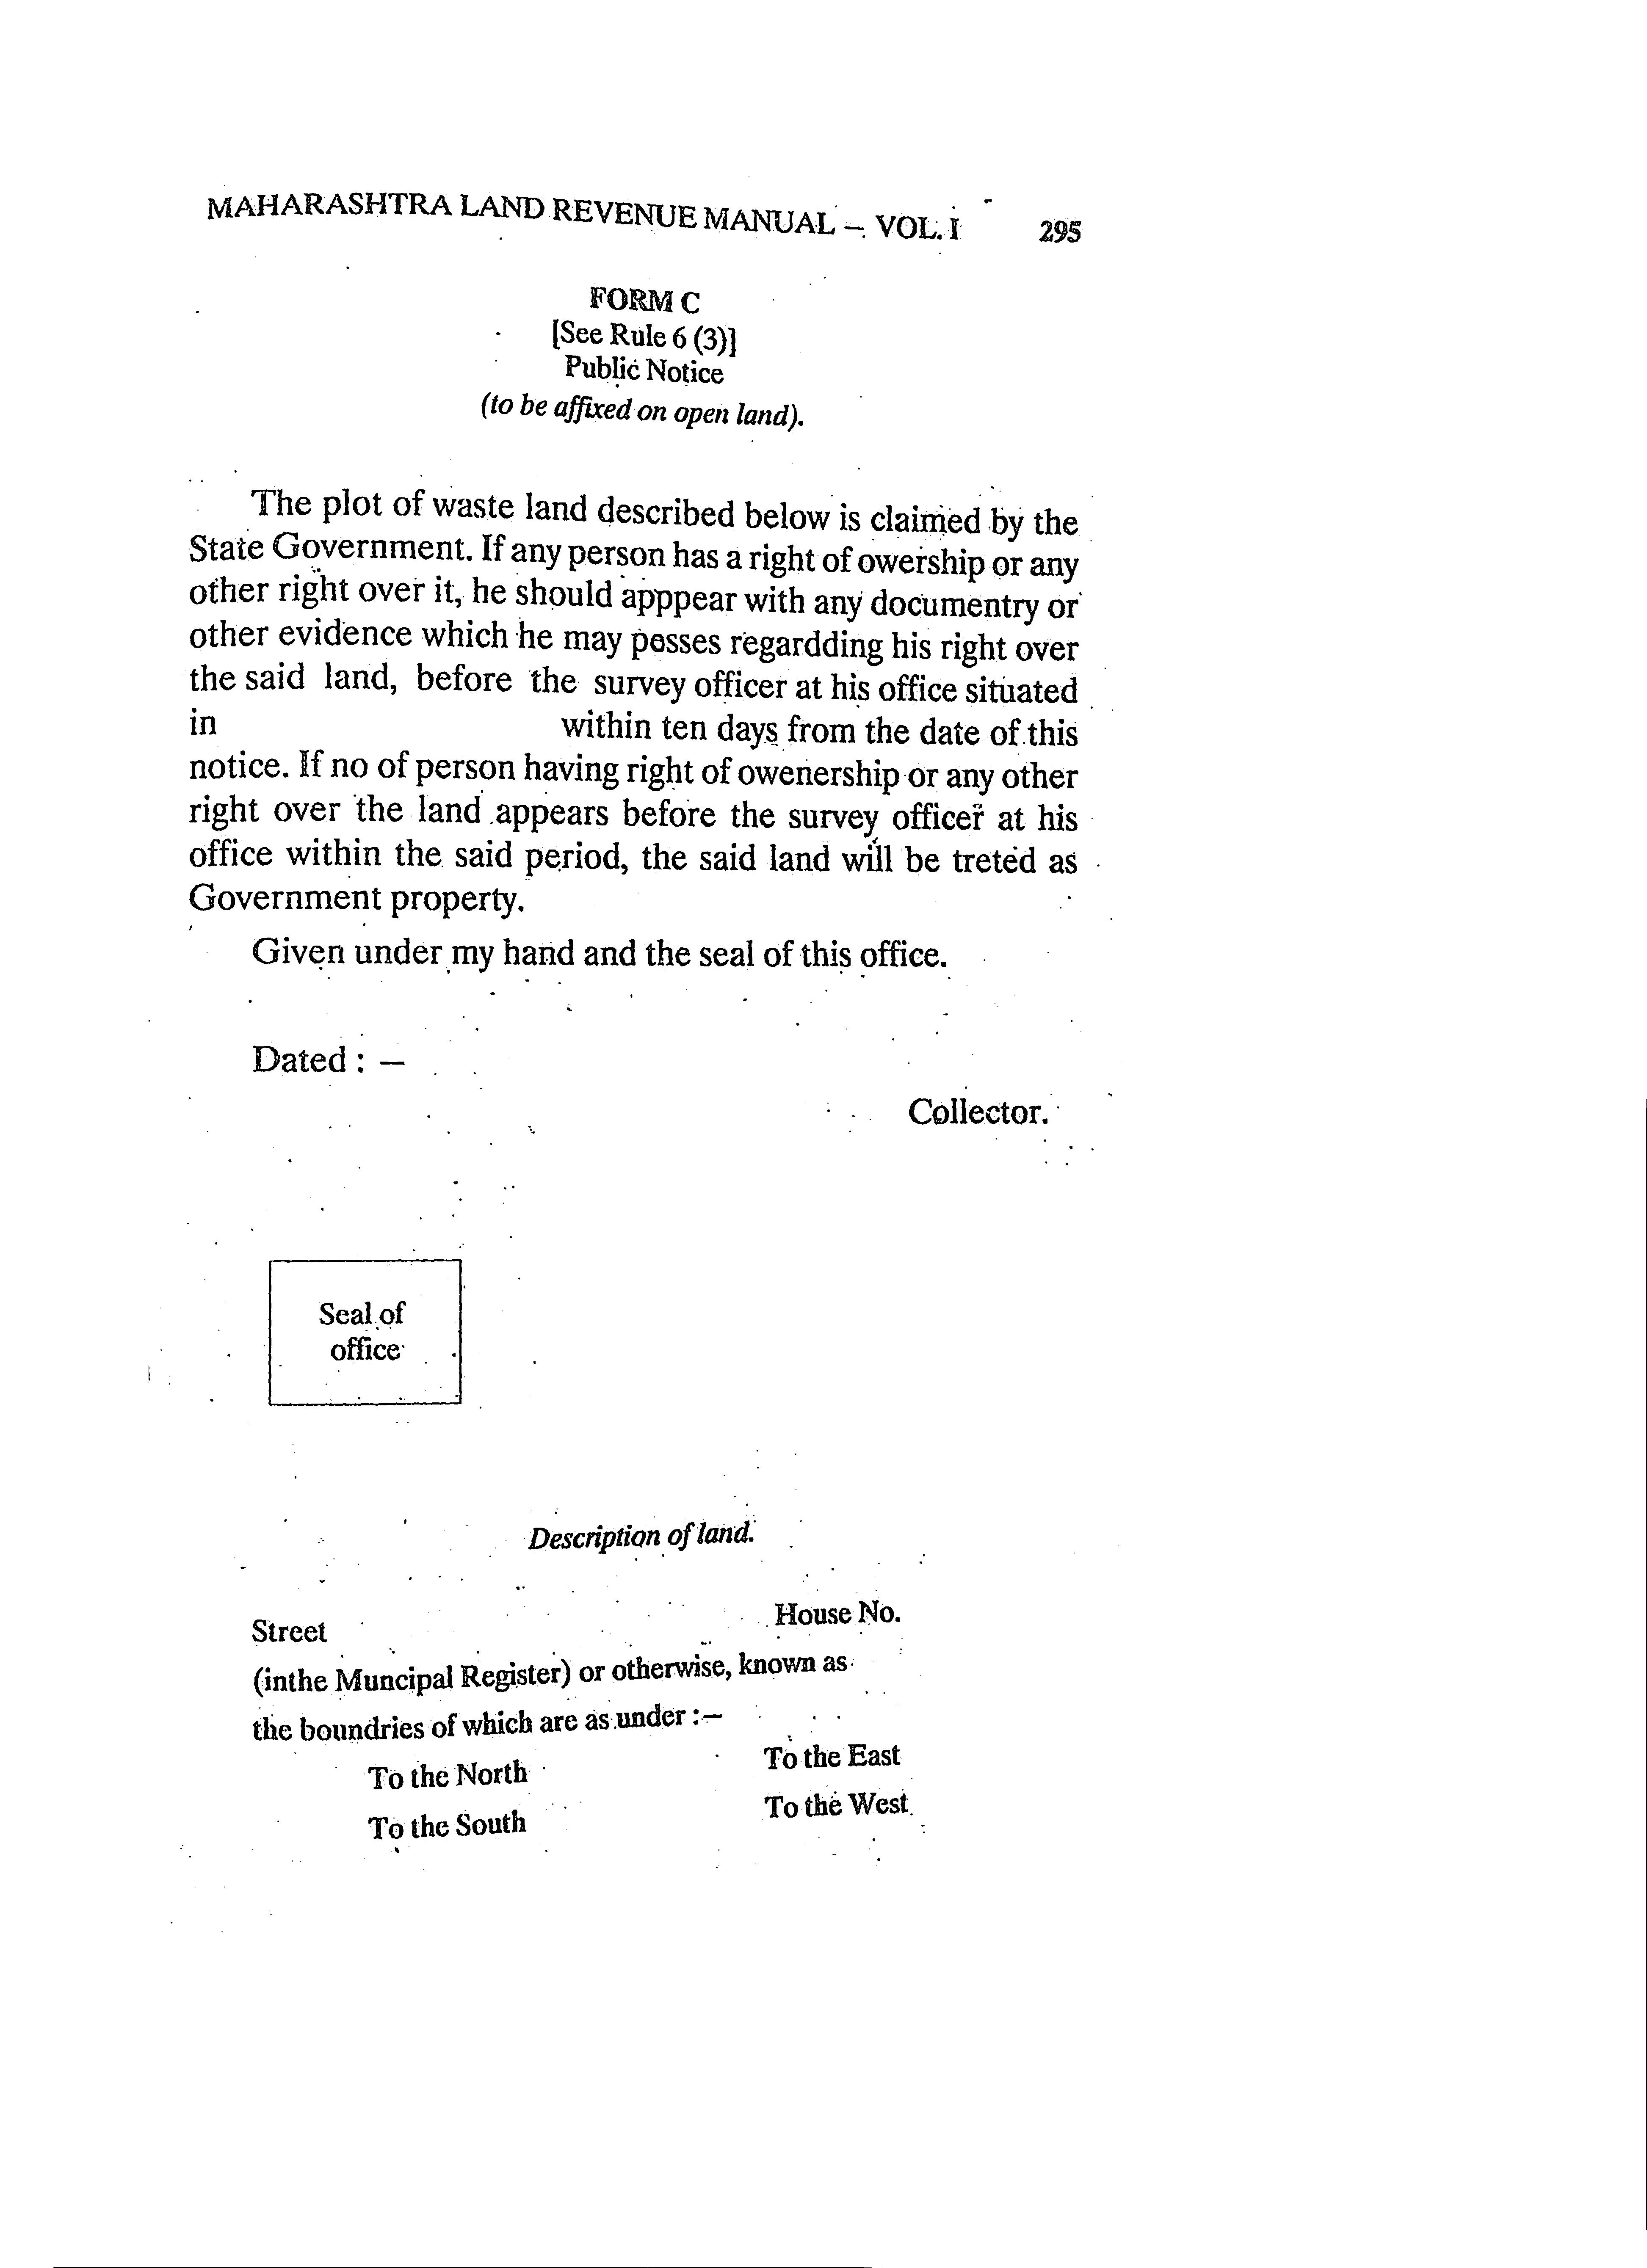 MAHARASHTRA LAND REVENUE MANUAL – VOL. I 295
FORM C
[See Rule 6 (3)]
Public Notice
(to be affixed on open land).
The plot of waste land described below is claimed by the
State Government. If any person has a right of owership or any
other right over it, he should apppear with any documentry or
other evidence which he may posses regardding his right over
the said land, before the survey officer at his office situated
in within ten days from the date of this
notice. If no of person having right of owenership or any other
right over the land appears before the survey officer at his
office within the said period, the said land will be treted as
Government property.
Given under my hand and the seal of this office.
Dated : –
Collector.
Seal of
office
Description of land.
Street House No.
(inthe Muncipal Register) or otherwise, known as
the boundries of which are as under :–
To the North To the East
To the South To the West